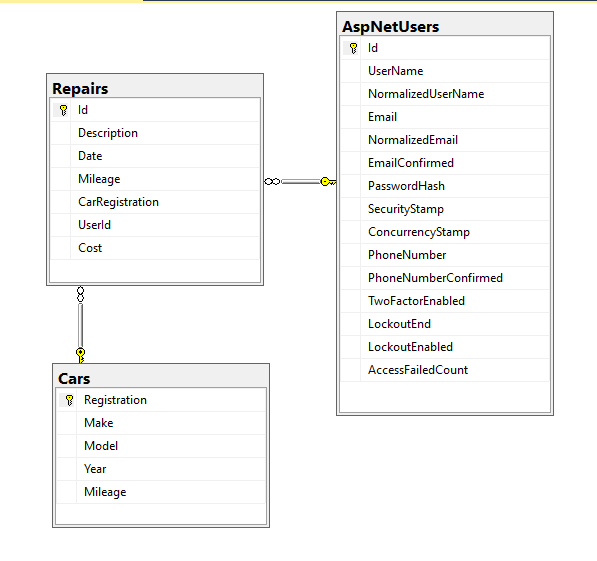 Repairs
Id
Description
Date
Mileage
CarRegistration
UserId
Cost
AspNetUsers
Id
UserName
NormalizedUserName
Email
NormalizedEmail
EmailConfirmed
PasswordHash
SecurityStamp
ConcurrencyStamp
PhoneNumber
PhoneNumberConfirmed
TwoFactorEnabled
LockoutEnd
LockoutEnabled
AccessFailedCount
Cars
Registration
Make
Model
Year
Mileage